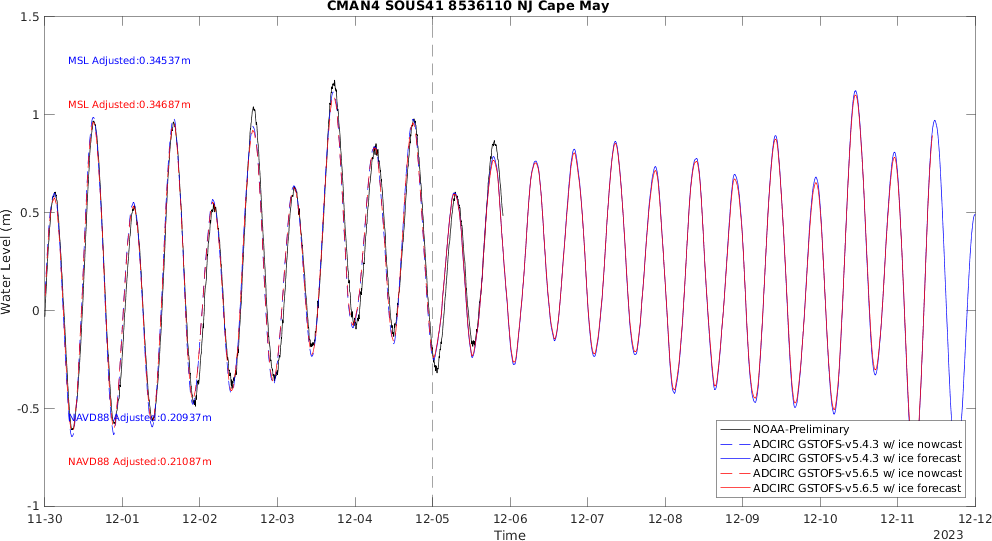 CMAN4 SOUS41 8536110 NJ Cape May
1.5
MSL Adjusted:0.34537m
MSL Adjusted:0.34687m
1
0.5
Water Level (m)
0
-0.5
NAVD88 Adjusted:0.20937m
NAVD88 Adjusted:0.21087m
NOAA-Preliminary
ADCIRC GSTOFS-v5.4.3 w/ ice nowcast
ADCIRC GSTOFS-v5.4.3 w/ ice forecast
ADCIRC GSTOFS-v5.6.5 w/ ice nowcast
ADCIRC GSTOFS-v5.6.5 w/ ice forecast
-1
11-30 12-01 12-02 12-03 12-04 12-05 12-06 12-07 12-08 12-09 12-10 12-11 12-12
Time
2023